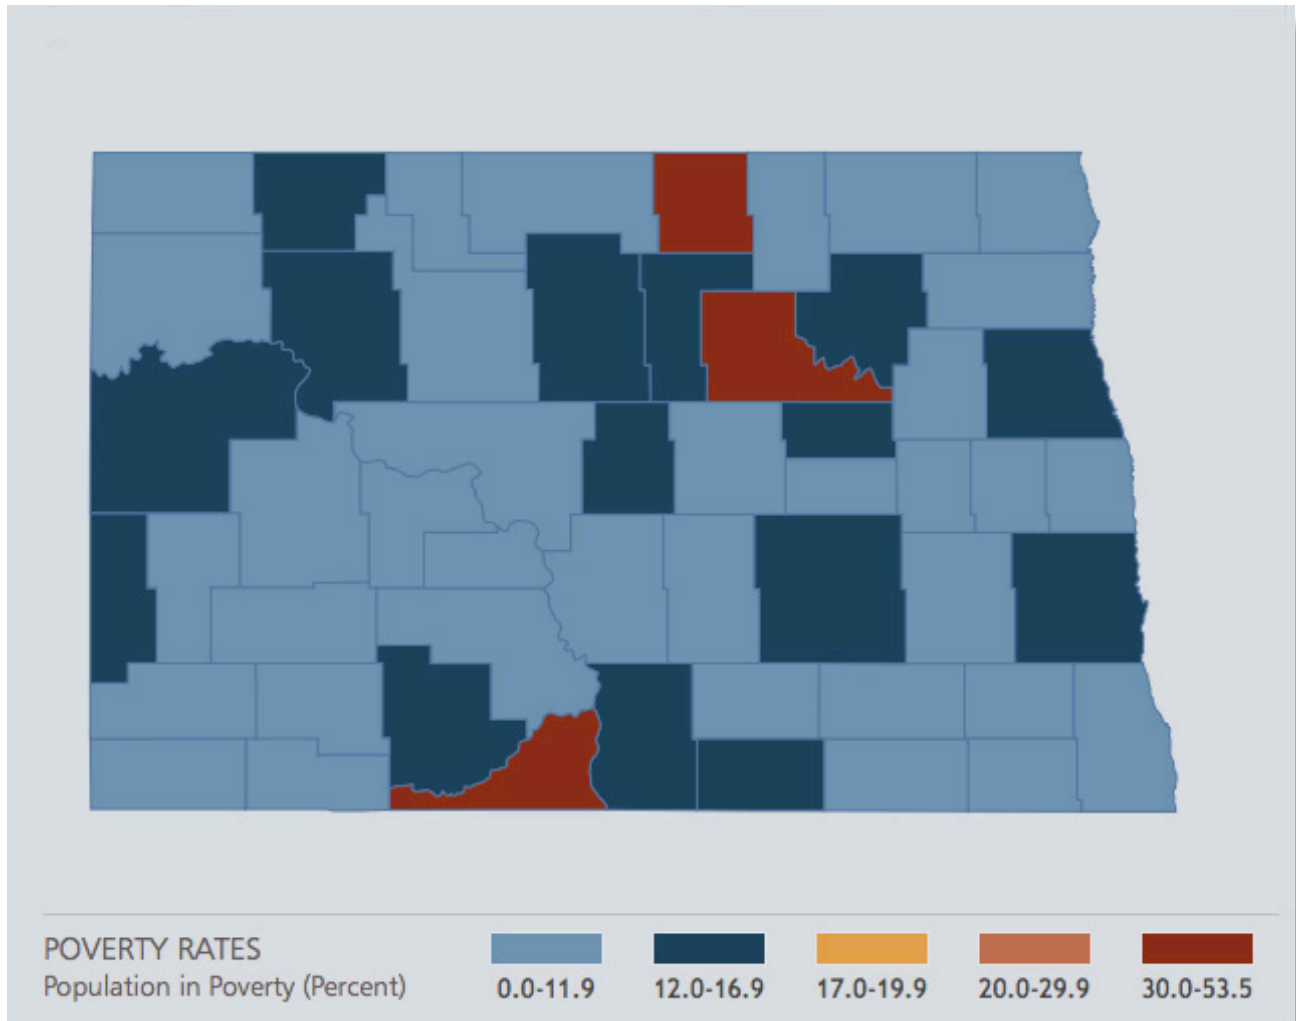 POVERTY RATES
Population in Poverty (Percent)
0.0-11.9
12.0-16.9
17.0-19.9
20.0-29.9
30.0-53.5